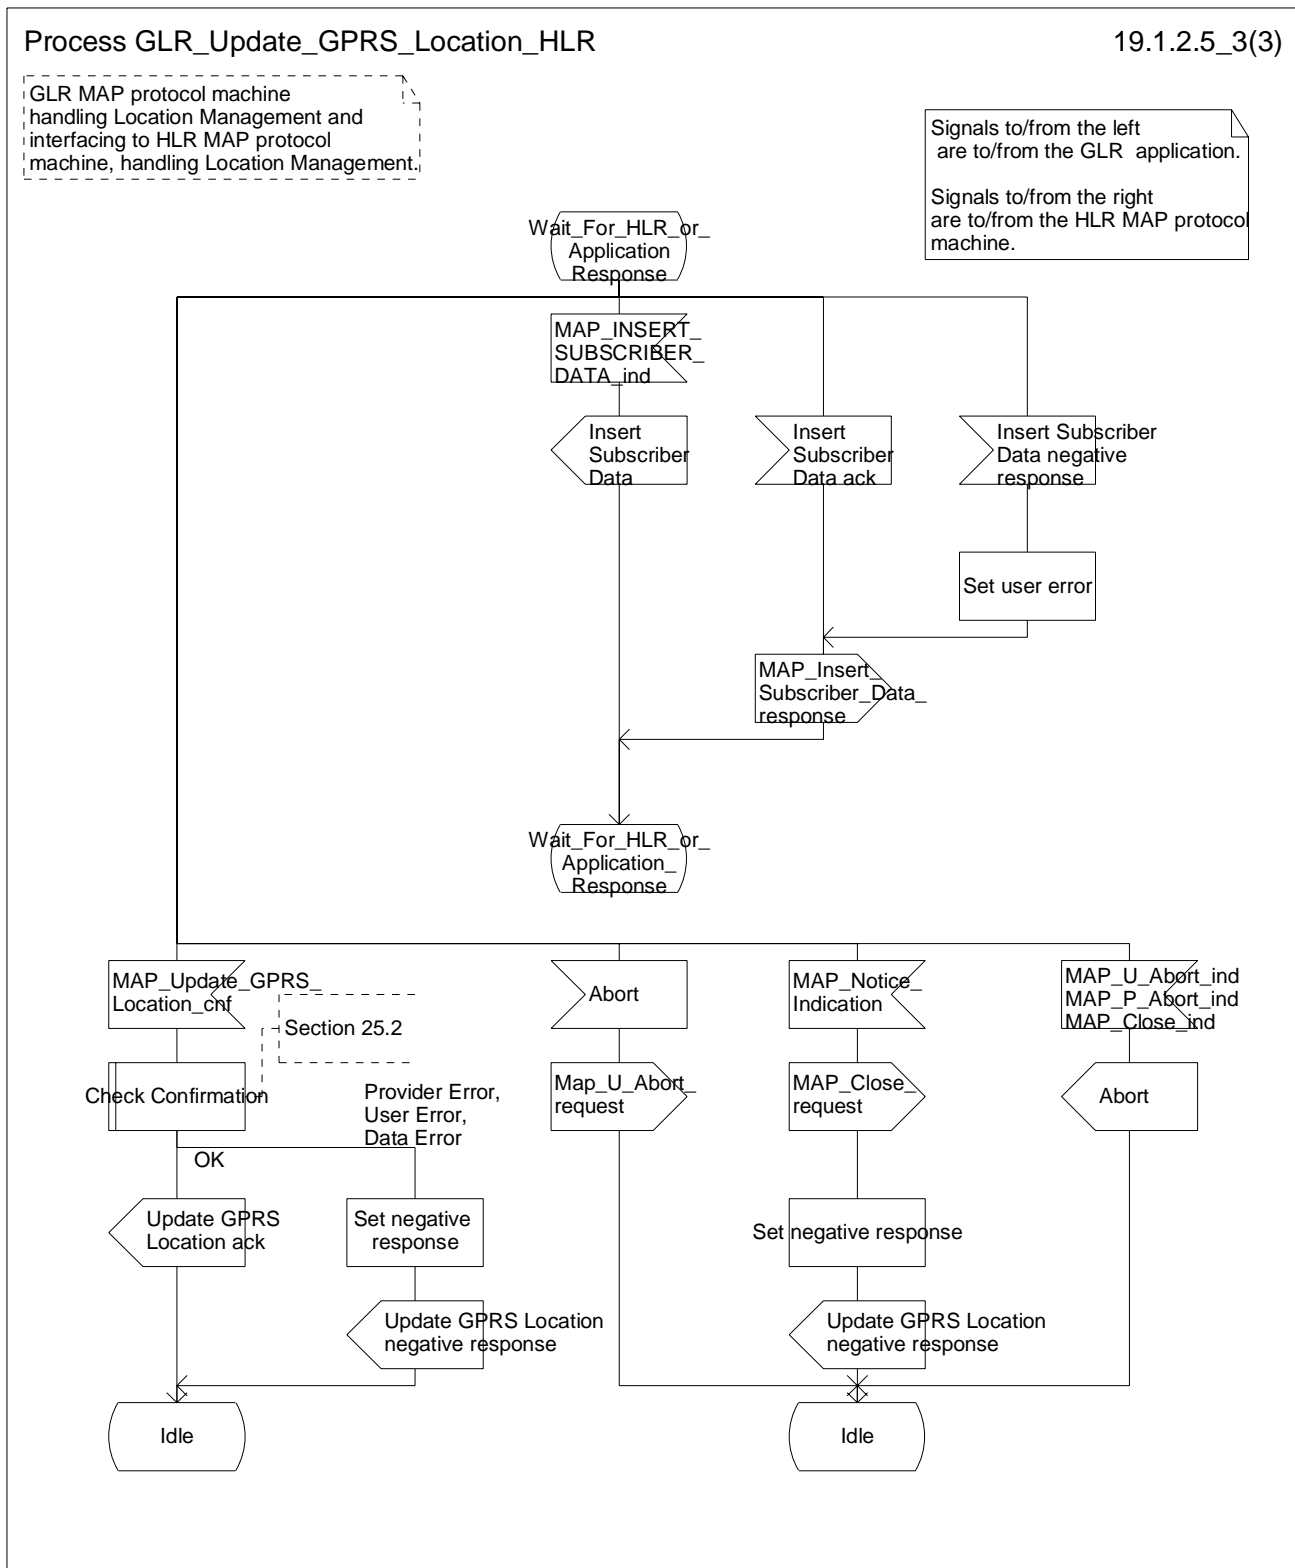 Process GLR_Update_GPRS_Location_HLR
19.1.2.5_3(3)
GLR MAP protocol machine
handling Location Management and
interfacing to HLR MAP protocol
machine, handling Location Management.
Signals to/from the left
are to/from the GLR application.
Signals to/from the right
are to/from the HLR MAP protocol
machine.
Wait_For_HLR_or_
Application
Response
MAP_INSERT_
SUBSCRIBER_
DATA_ind
Insert
Subscriber
Data
Insert
Subscriber
Data ack
Insert Subscriber
Data negative
response
Set user error
MAP_Insert_
Subscriber_Data_
response
Wait_For_HLR_or_
Application_
Response
MAP_Update_GPRS_
Location_cnf
Abort
MAP_Notice_
Indication
MAP_U_Abort_ind
MAP_P_Abort_ind
MAP_Close_ind
Section 25.2
Check Confirmation
Provider Error,
User Error,
Data Error
Map_U_Abort_
request
MAP_Close_
request
Abort
OK
Update GPRS
Location ack
Set negative
response
Set negative response
Update GPRS Location
negative response
Update GPRS Location
negative response
Idle
Idle